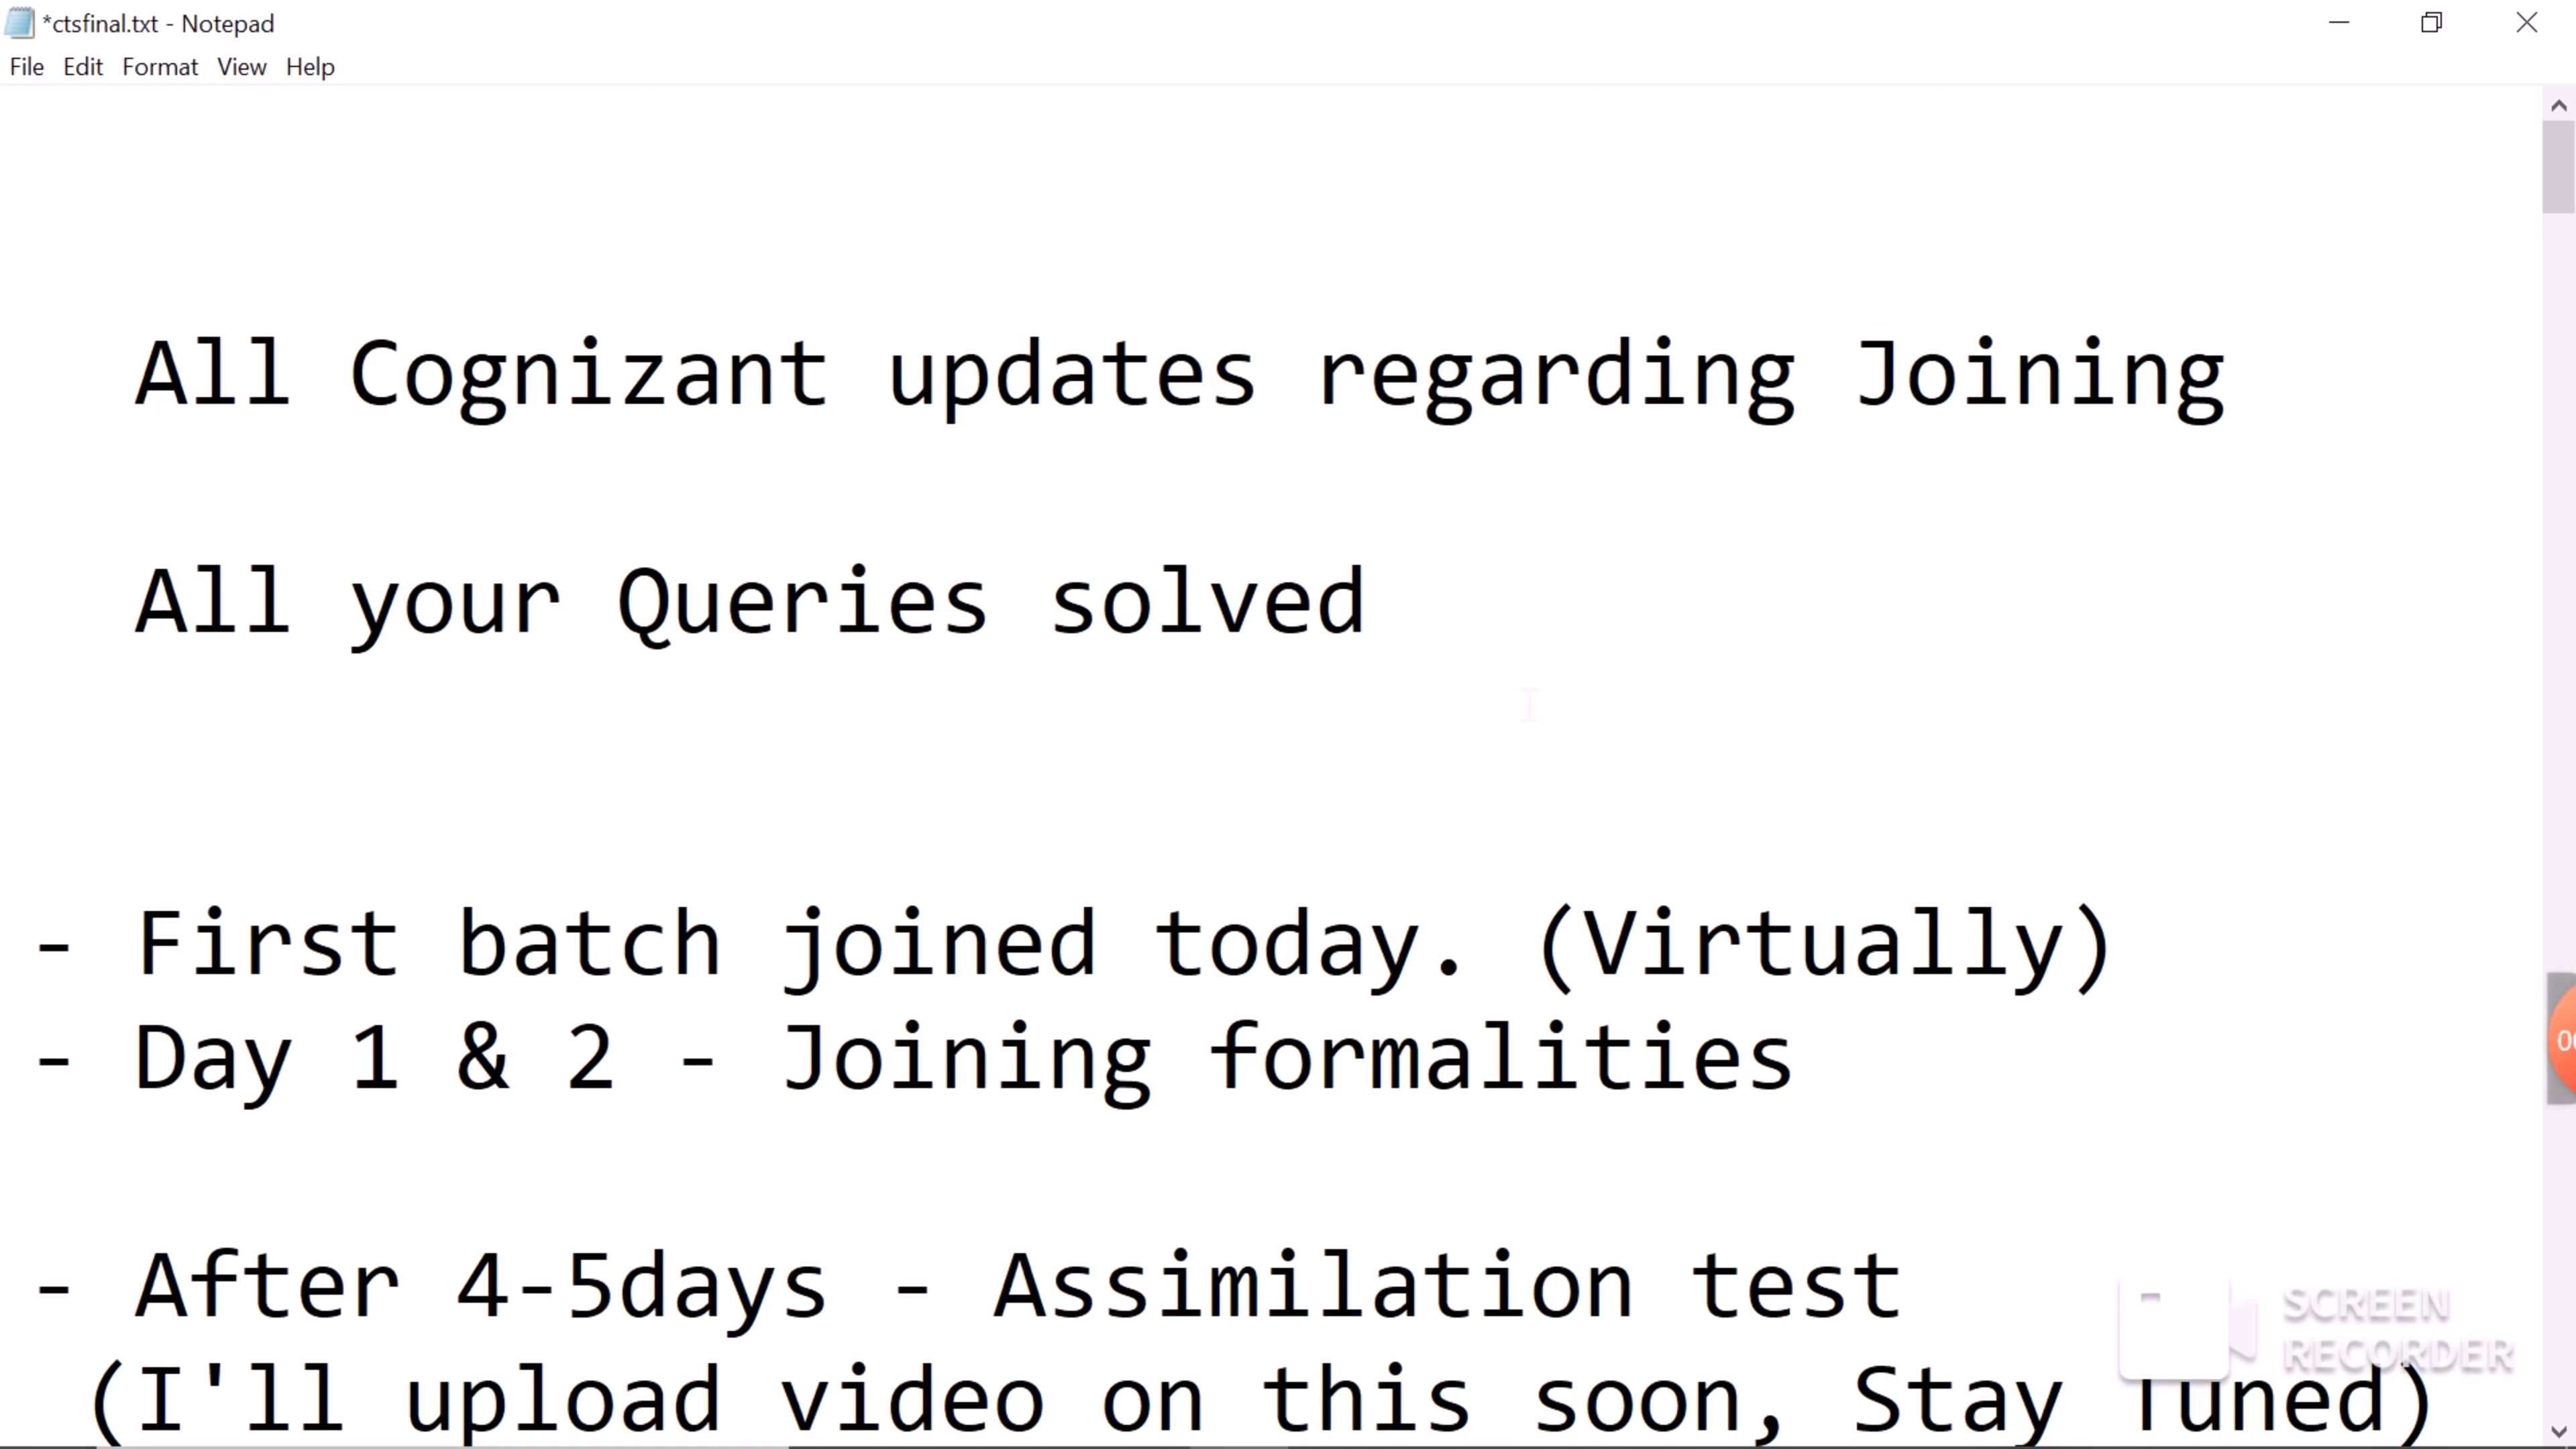 *ctsfinal.txt - Notepad
File Edit Format View Help
All Cognizant updates regarding Joining
All your Queries solved
- First batch joined today. (Virtually)
- Day 1 & 2 - Joining formalities
- After 4-5days - Assimilation test
(I'll upload video on this soon, Stay Tuned)
SCREEN
RECORDER